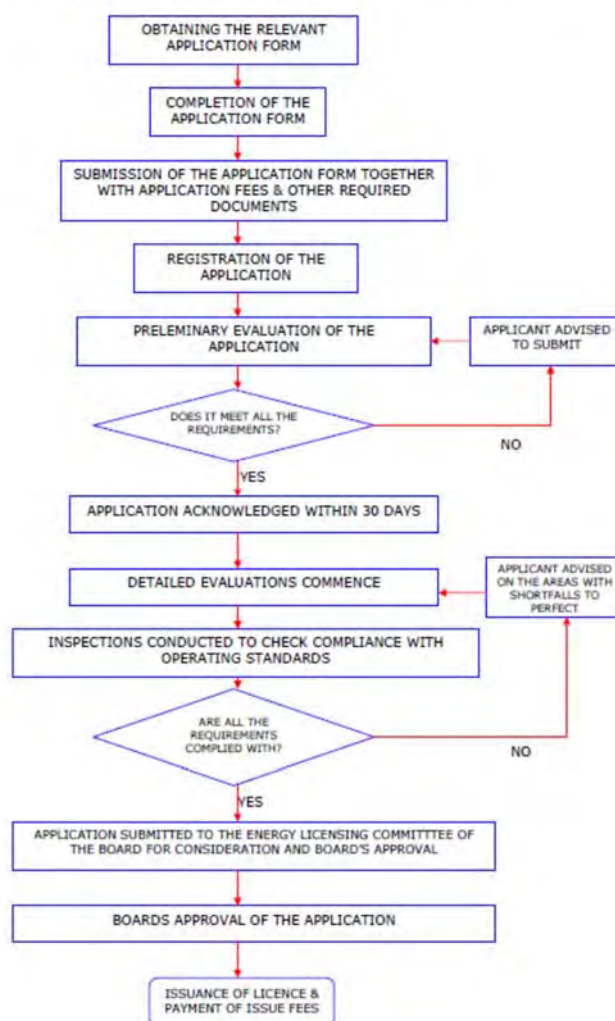 OBTAINING THE RELEVANT
APPLICATION FORM
COMPLETION OF THE
APPLICATION FORM
SUBMISSION OF THE APPLICATION FORM TOGETHER
WITH APPLICATION FEES & OTHER REQUIRED
DOCUMENTS
REGISTRATION OF THE
APPLICATION
PRELEMINARY EVALUATION OF THE
APPLICATION
APPLICANT ADVISED
TO SUBMIT
DOES IT MEET ALL THE
REQUIREMENTS?
NO
YES
APPLICATION ACKNOWLEDGED WITHIN 30 DAYS
DETAILED EVALUATIONS COMMENCE
APPLICANT ADVISED
ON THE AREAS WITH
SHORTFALLS TO
PERFECT
INSPECTIONS CONDUCTED TO CHECK COMPLIANCE WITH
OPERATING STANDARDS
ARE ALL THE
REQUIREMENTS
COMPLIED WITH?
NO
YES
APPLICATION SUBMITTED TO THE ENERGY LICENSING COMMITTTEE OF
THE BOARD FOR CONSIDERATION AND BOARD'S APPROVAL
BOARDS APPROVAL OF THE APPLICATION
ISSUANCE OF LICENCE &
PAYMENT OF ISSUE FEES